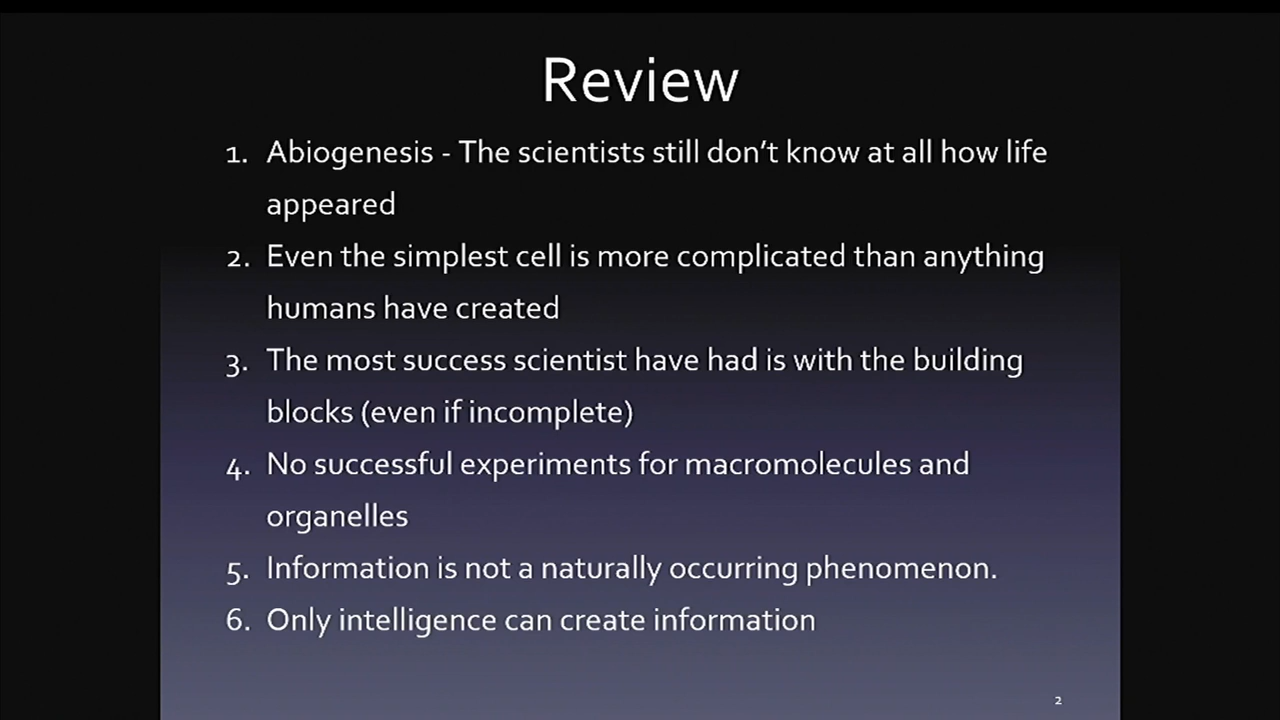 Review
1. Abiogenesis - The scientists still don't know at all how life
appeared
2. Even the simplest cell is more complicated than anything
humans have created
3. The most success scientist have had is with the building
blocks (even if incomplete)
4. No successful experiments for macromolecules and
organelles
5. Information is not a naturally occurring phenomenon.
6. Only intelligence can create information
2